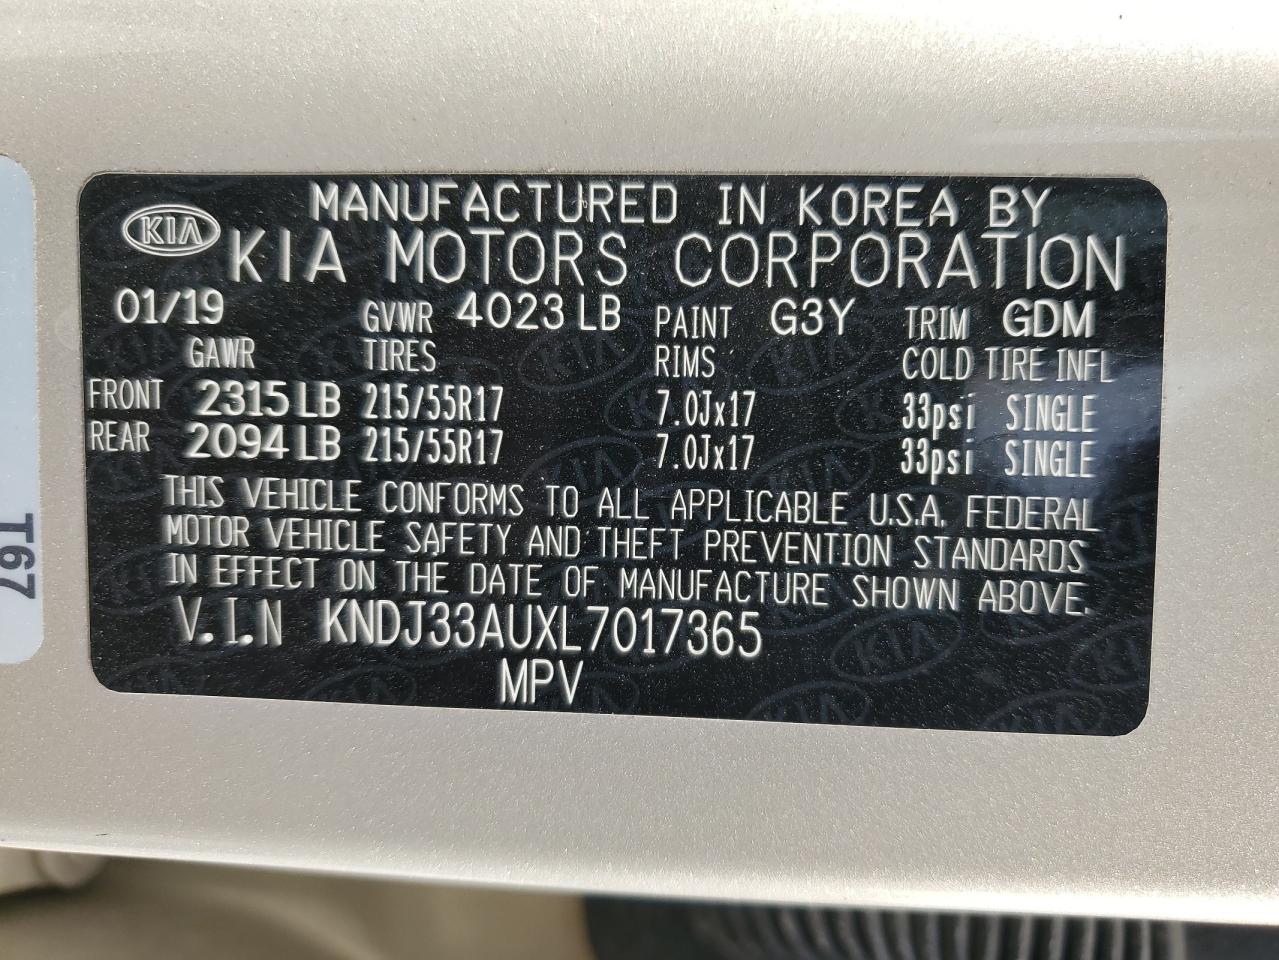 MANUFACTURED IN KOREA BY
KIA
KIA MOTORS CORPORATION
01/19 GVWR 4023 LB PAINT G3Y TRIM GDM
GAWR TIRES RIMS COLD TIRE INFL
FRONT 2315 LB 215/55R17 7.0Jx17 33psi SINGLE
REAR 2094 LB 215/55R17 7.0Jx17 33psi SINGLE
THIS VEHICLE CONFORMS TO ALL APPLICABLE U.S.A. FEDERAL
MOTOR VEHICLE SAFETY AND THEFT PREVENTION STANDARDS
IN EFFECT ON THE DATE OF MANUFACTURE SHOWN ABOVE.
V.I.N KNDJ33AUXL7017365
MPV
T67